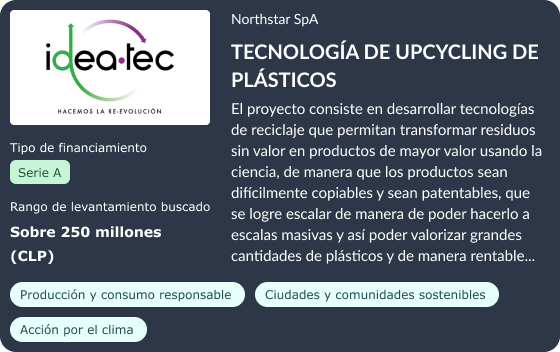 idea·tec
HACEMOS LA RE·EVOLUCIÓN
Tipo de financiamiento
Serie A
Rango de levantamiento buscado
Sobre 250 millones
(CLP)
Northstar SpA
TECNOLOGÍA DE UPCYCLING DE
PLÁSTICOS
El proyecto consiste en desarrollar tecnologías
de reciclaje que permitan transformar residuos
sin valor en productos de mayor valor usando la
ciencia, de manera que los productos sean
difícilmente copiables y sean patentables, que
se logre escalar de manera de poder hacerlo a
escalas masivas y así poder valorizar grandes
cantidades de plásticos y de manera rentable...
Producción y consumo responsable
Ciudades y comunidades sostenibles
Acción por el clima